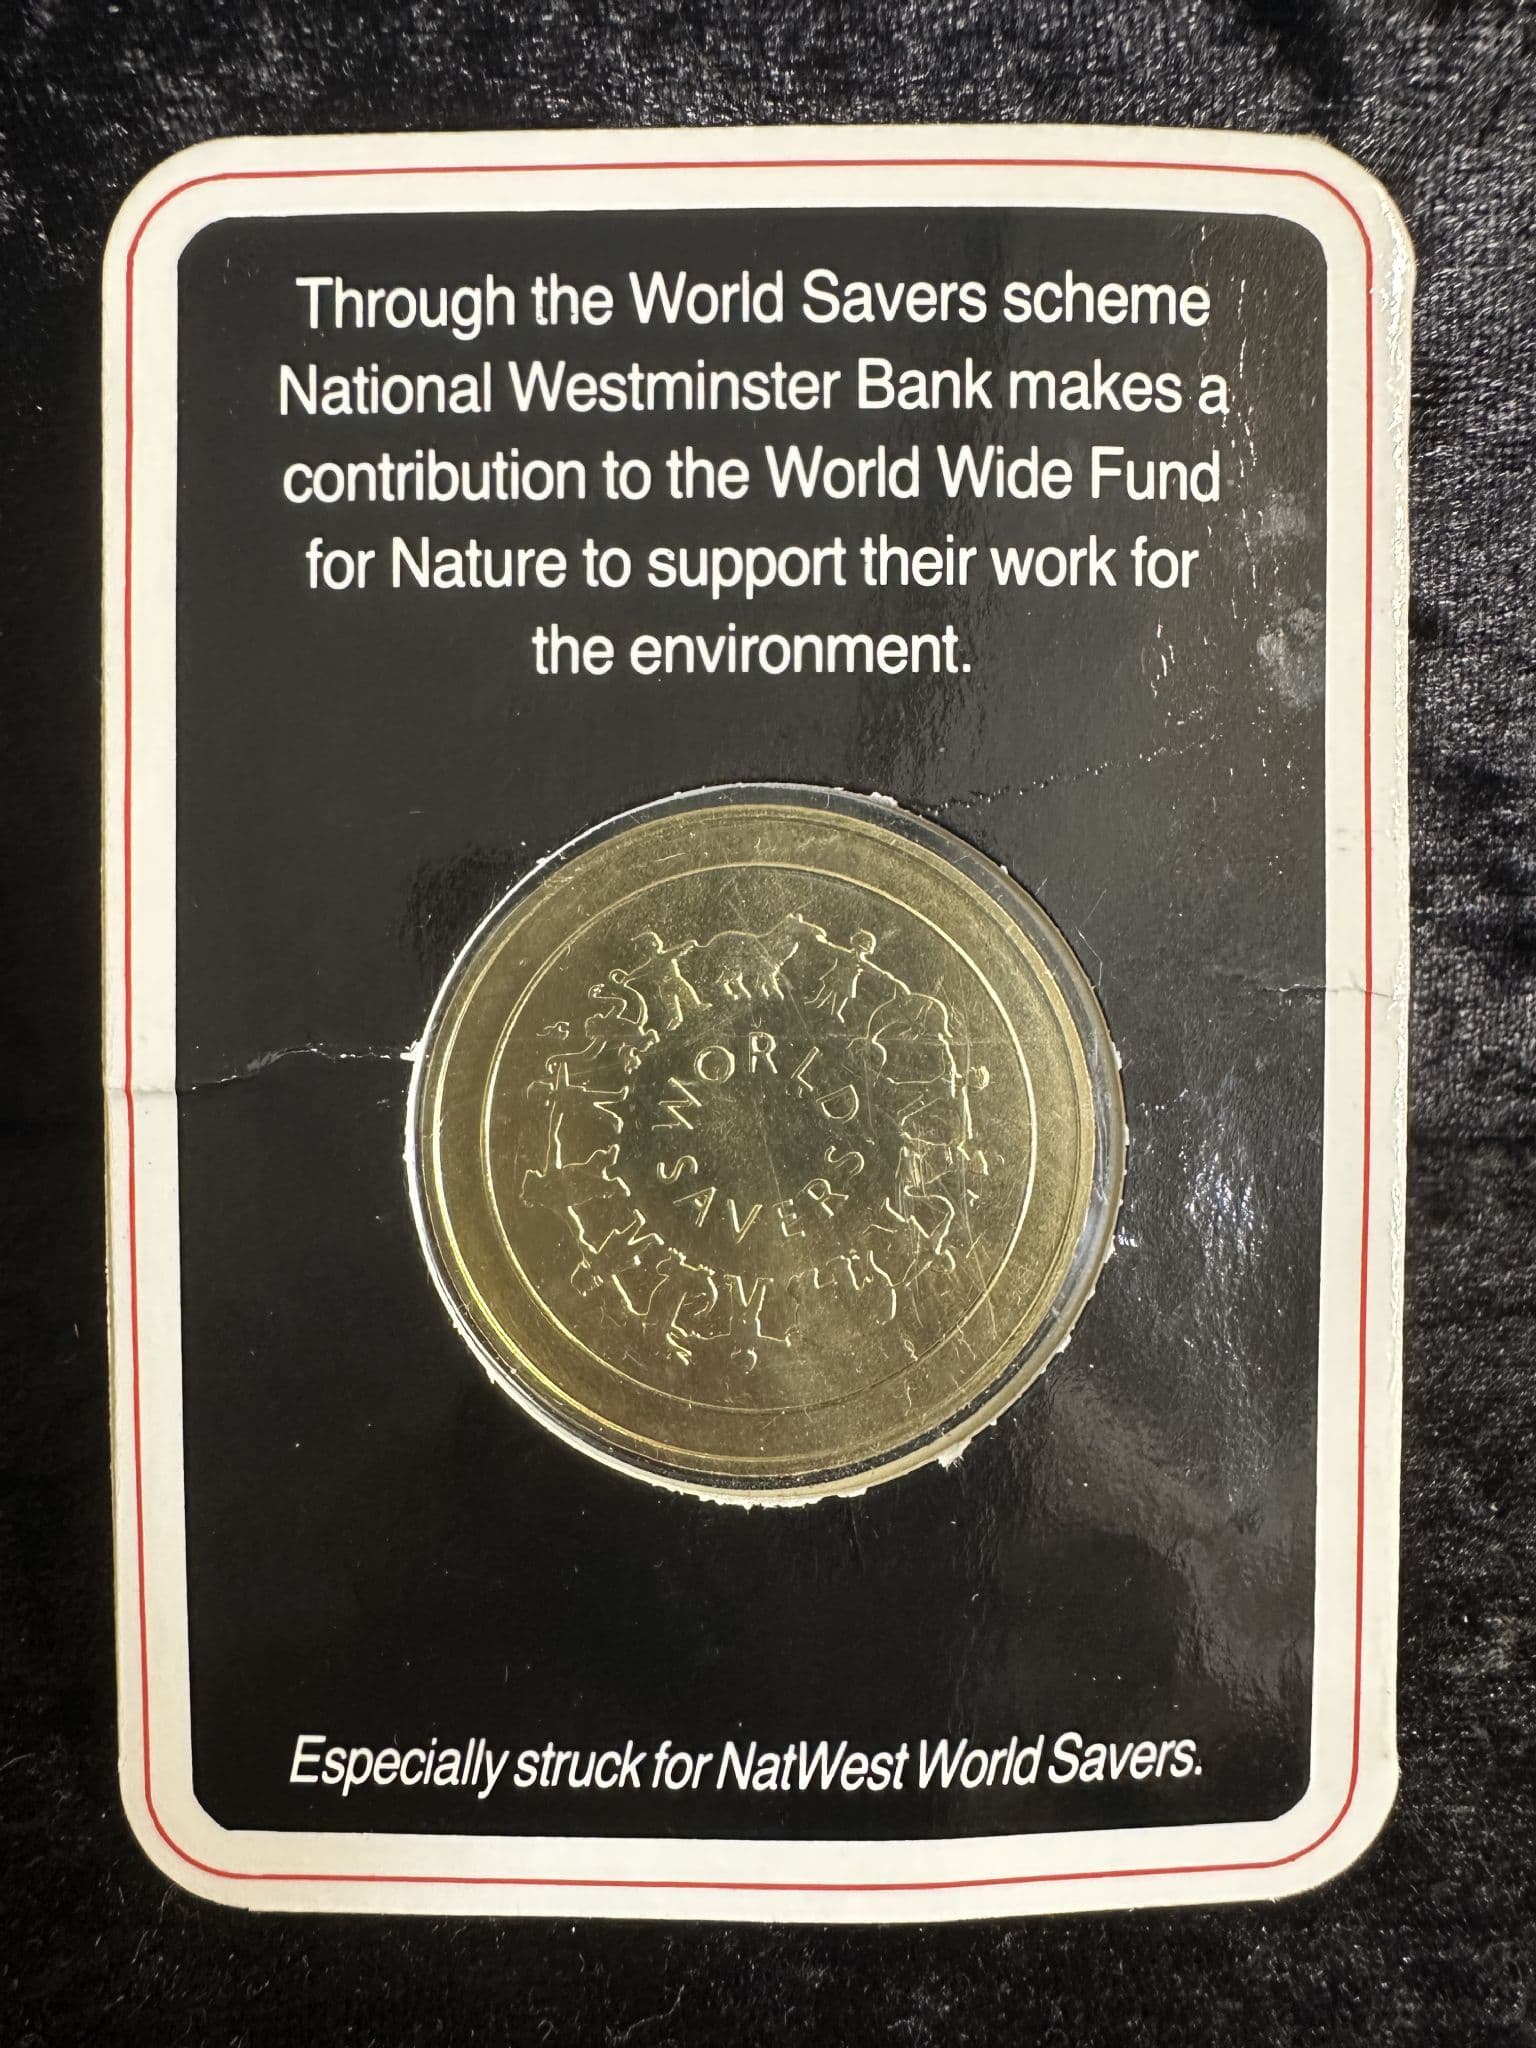 Through the World Savers scheme
National Westminster Bank makes a
contribution to the World Wide Fund
for Nature to support their work for
the environment.
WORLD
SAVERS
Especially struck for NatWest World Savers.